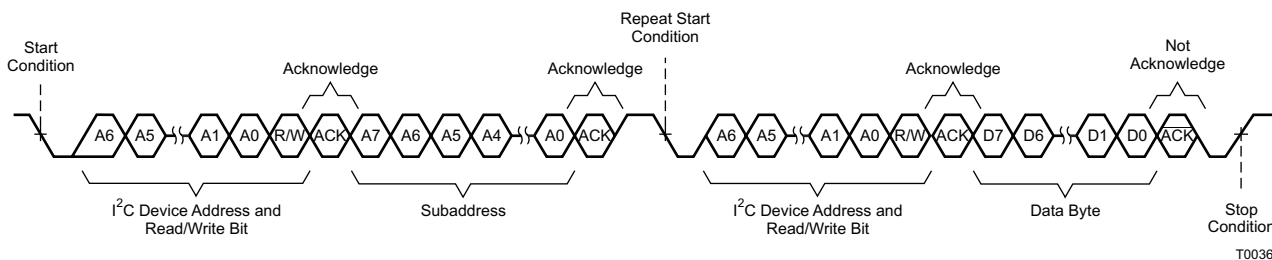 Start
Condition
Acknowledge
Acknowledge
Repeat Start
Condition
Acknowledge
Not
Acknowledge
A6 A5 A1 A0 R/W ACK A7 A6 A5 A4 A0 ACK A6 A5 A1 A0 R/W ACK D7 D6 D1 D0 A̅C̅K̅
I²C Device Address and
Read/Write Bit
Subaddress
I²C Device Address and
Read/Write Bit
Data Byte
Stop
Condition
T0036